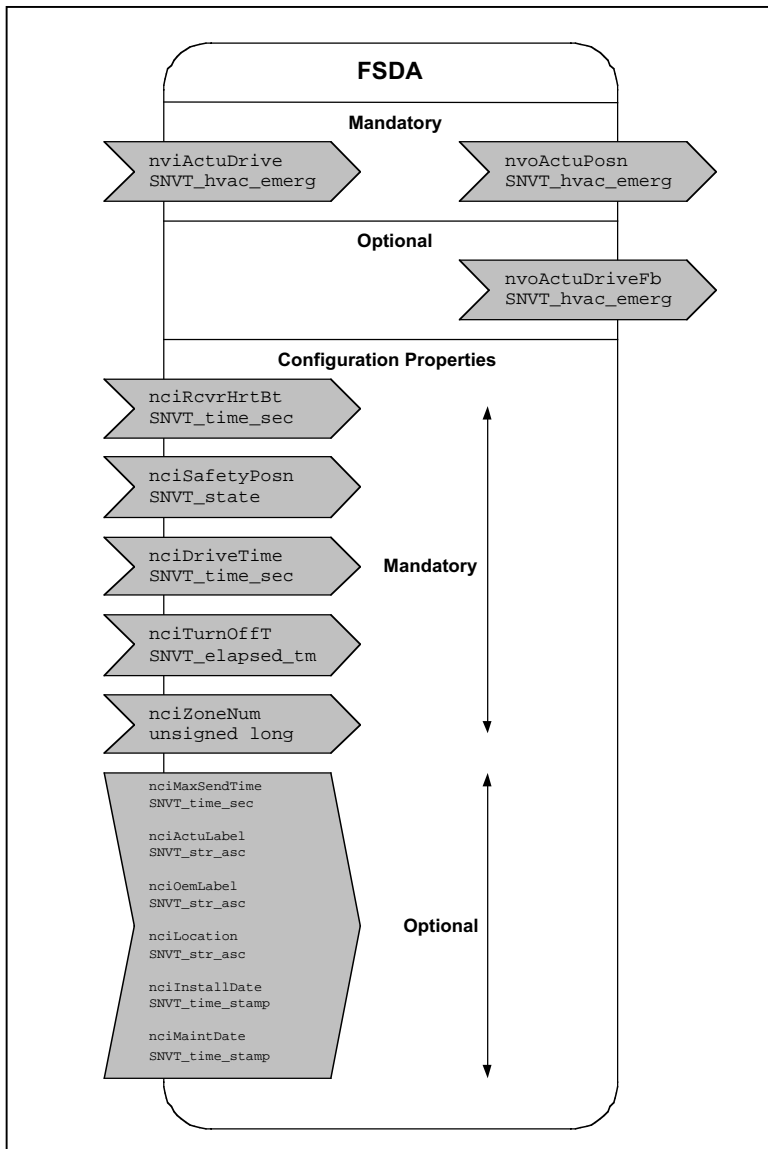 FSDA
Mandatory
nviActuDrive
SNVT_hvac_emerg
nvoActuPosn
SNVT_hvac_emerg
Optional
nvoActuDriveFb
SNVT_hvac_emerg
Configuration Properties
nciRcvrHrtBt
SNVT_time_sec
nciSafetyPosn
SNVT_state
nciDriveTime
SNVT_time_sec
Mandatory
nciTurnOffT
SNVT_elapsed_tm
nciZoneNum
unsigned long
nciMaxSendTime
SNVT_time_sec
nciActuLabel
SNVT_str_asc
nciOemLabel
SNVT_str_asc
nciLocation
SNVT_str_asc
Optional
nciInstallDate
SNVT_time_stamp
nciMaintDate
SNVT_time_stamp